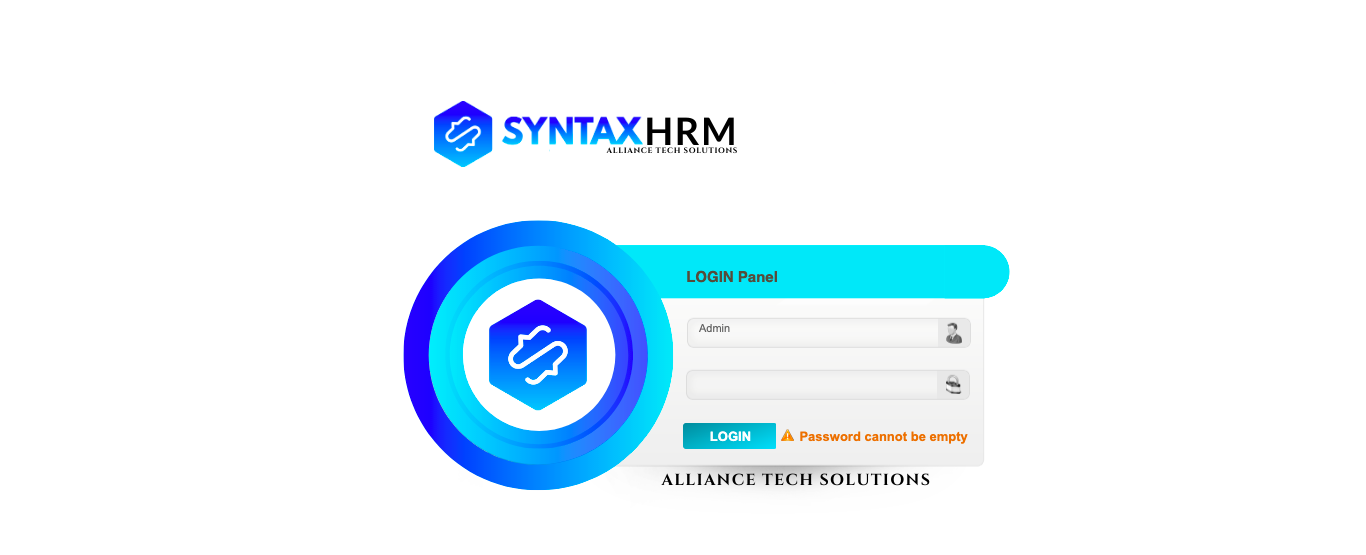 SYNTAXHRM
ALLIANCE TECH SOLUTIONS
LOGIN Panel
Admin
LOGIN
Password cannot be empty
ALLIANCE TECH SOLUTIONS